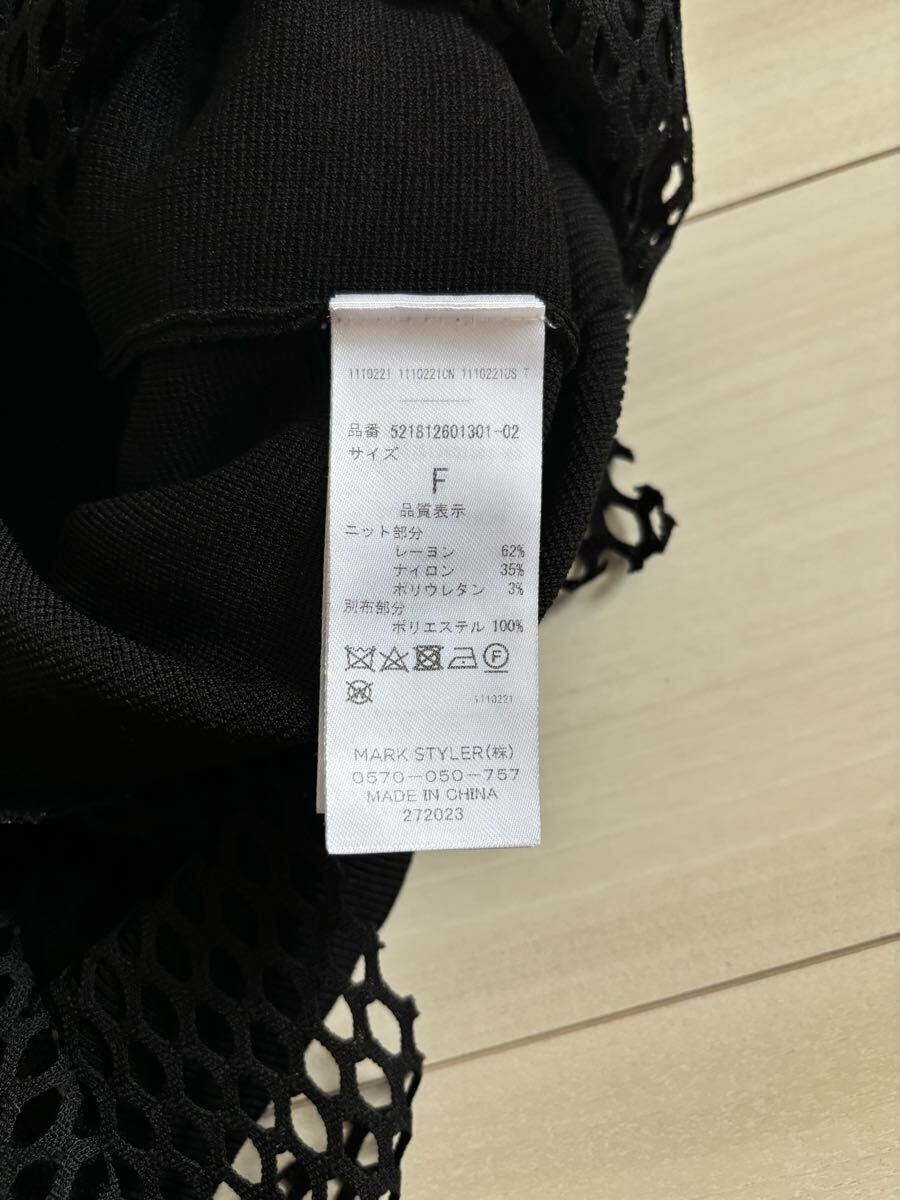 1110221 1110221CN 1110221US T
品番 521812601301-02
サイズ
F
品質表示
ニット部分
レーヨン 62%
ナイロン 35%
ポリウレタン 3%
別布部分
ポリエステル 100%
F
W
1110221
MARK STYLER(株)
0570-050-757
MADE IN CHINA
272023